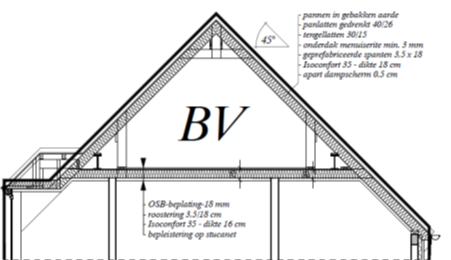 pannen in gebakken aarde
panlatten gedrenkt 40/26
tengellatten 30/15
onderdak menuiserite min. 3 mm
geprefabriceerde spanten 3.5 x 18
Isoconfort 35 - dikte 18 cm
apart dampscherm 0.5 cm
45°
BV
OSB-beplating-18 mm
roostering 3.5/18 cm
Isoconfort 35 - dikte 16 cm
bepleistering op stucanet